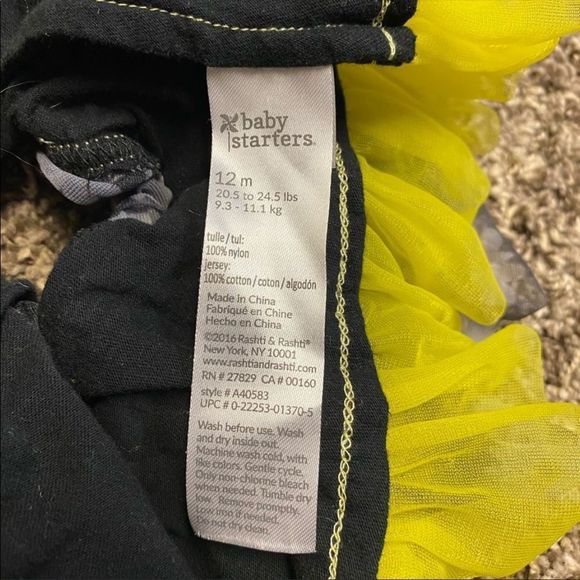 baby
starters®
12 m
20.5 to 24.5 lbs
9.3 - 11.1 kg
tulle / tul:
100% nylon
jersey:
100% cotton / coton / algodón
Made in China
Fabriqué en Chine
Hecho en China
©2016 Rashti & Rashti®
New York, NY 10001
www.rashtiandrashti.com
RN # 27829 CA # 00160
style # A40583
UPC # 0-22253-01370-5
Wash before use. Wash
and dry inside out.
Machine wash cold, with
like colors. Gentle cycle.
Only non-chlorine bleach
when needed. Tumble dry
low. Remove promptly.
Low iron if needed.
Do not dry clean.